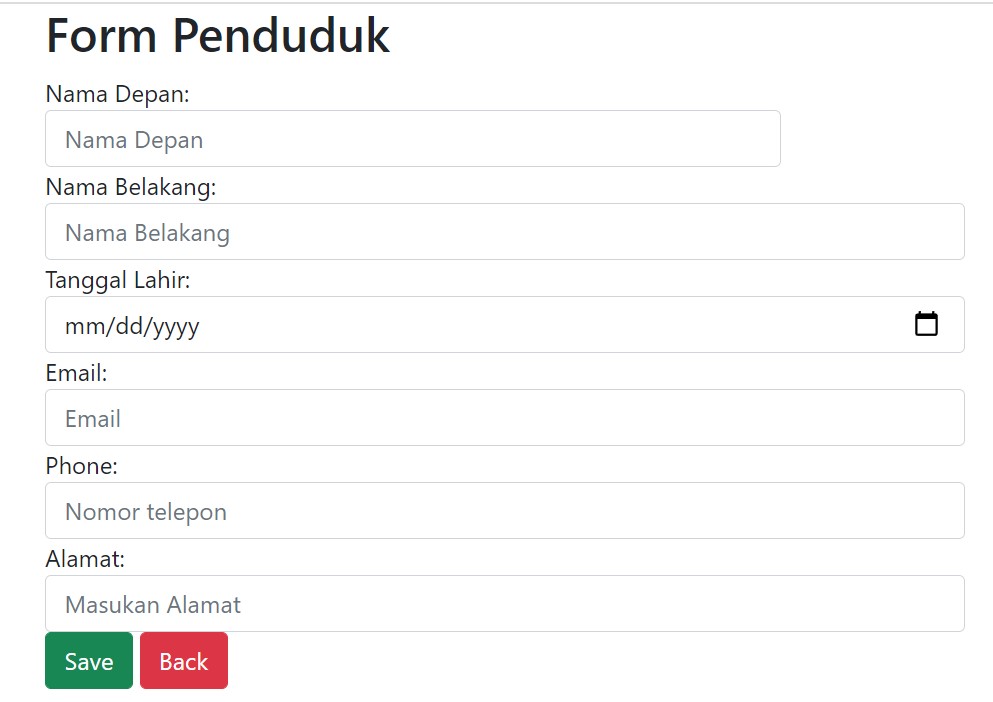 Form Penduduk
Nama Depan:
Nama Depan
Nama Belakang:
Nama Belakang
Tanggal Lahir:
mm/dd/yyyy
Email:
Email
Phone:
Nomor telepon
Alamat:
Masukan Alamat
Save Back